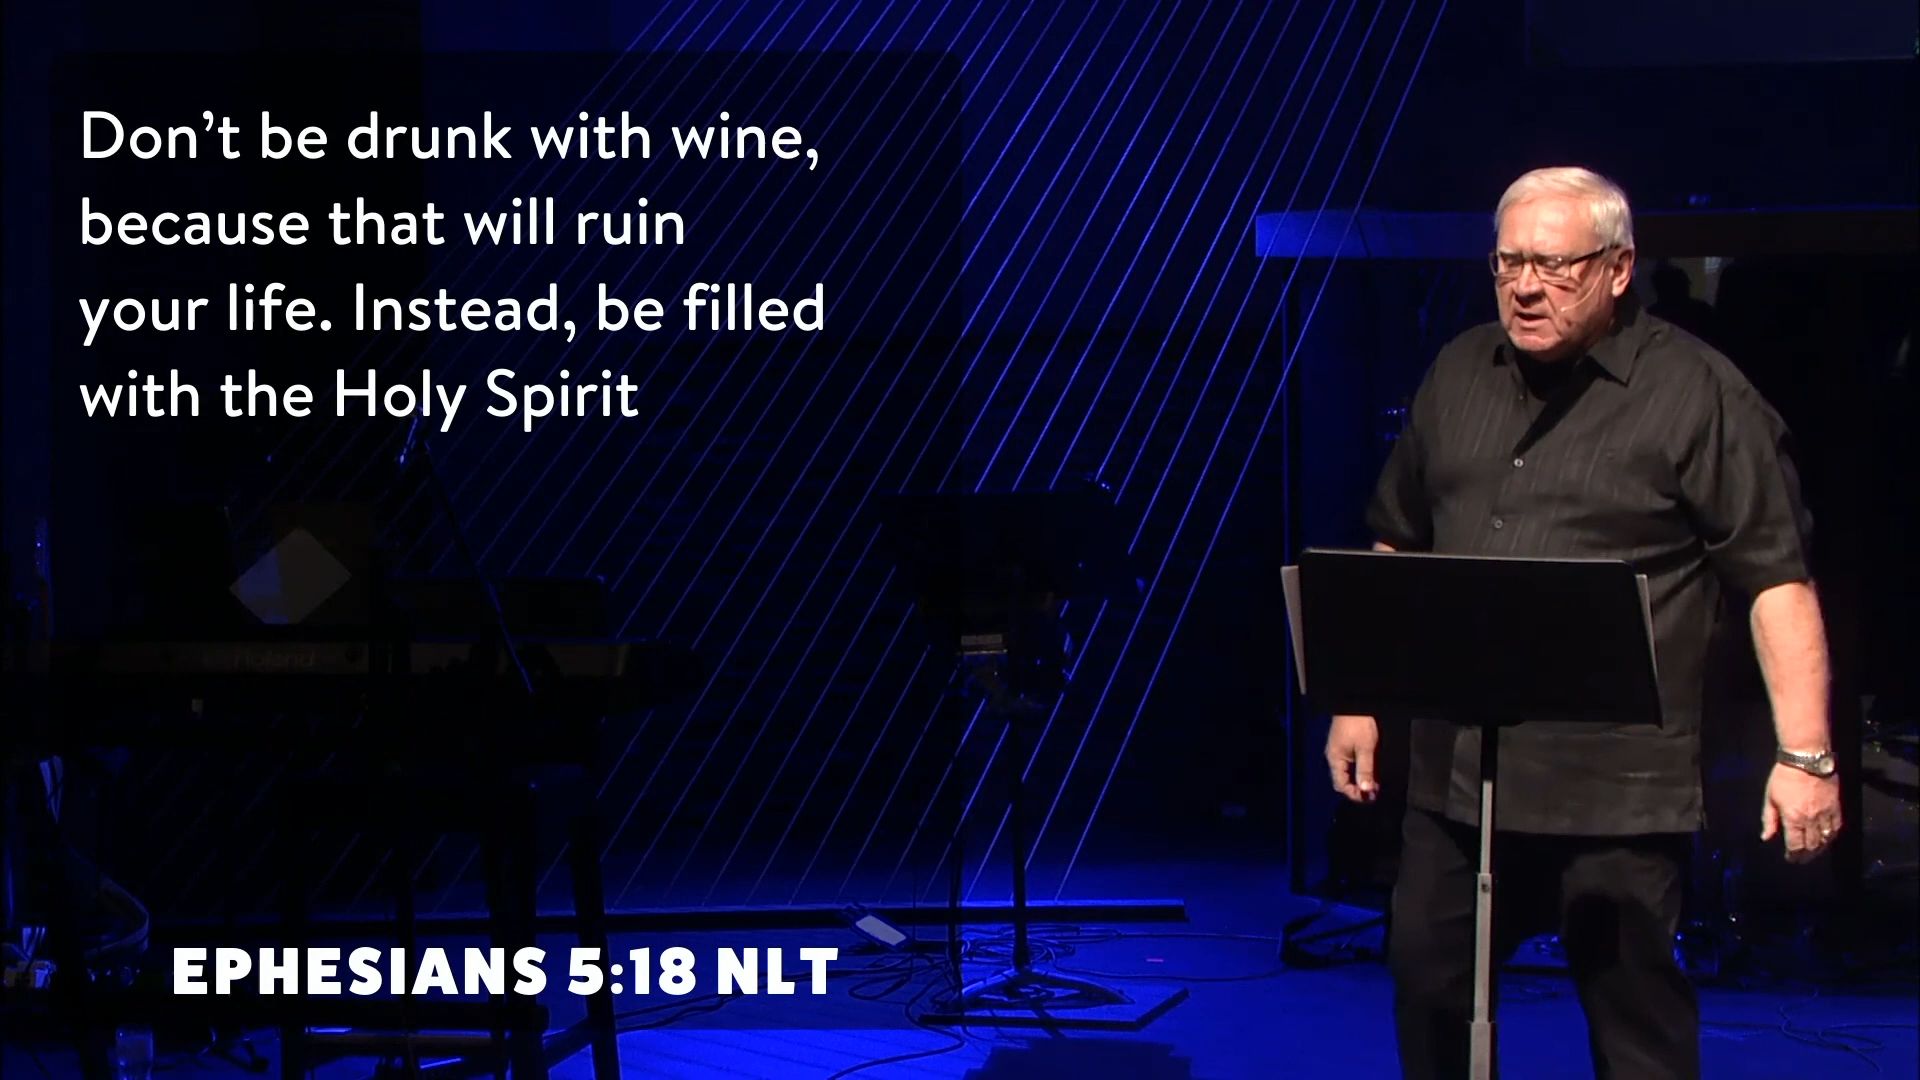 Don’t be drunk with wine,
because that will ruin
your life. Instead, be filled
with the Holy Spirit
Roland
EPHESIANS 5:18 NLT